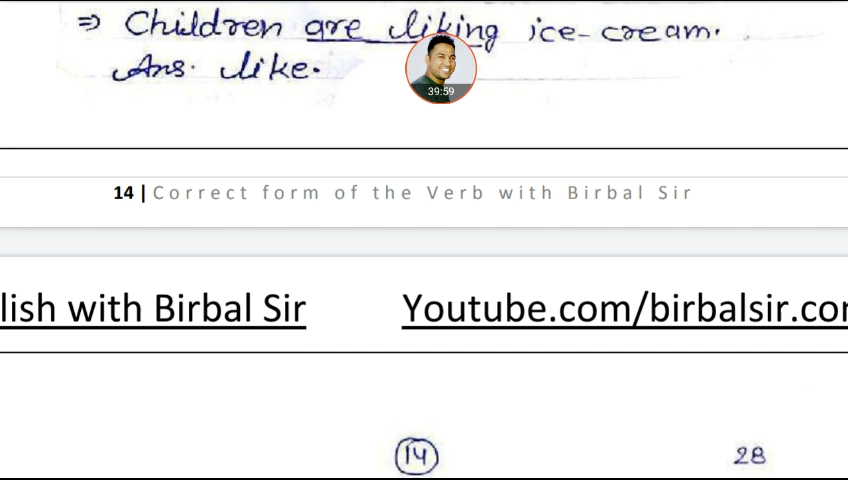 ⇒ Children are liking ice-cream.
Ans. like.
39:59
14 | Correct form of the Verb with Birbal Sir
lish with Birbal Sir Youtube.com/birbalsir.cor
14 28